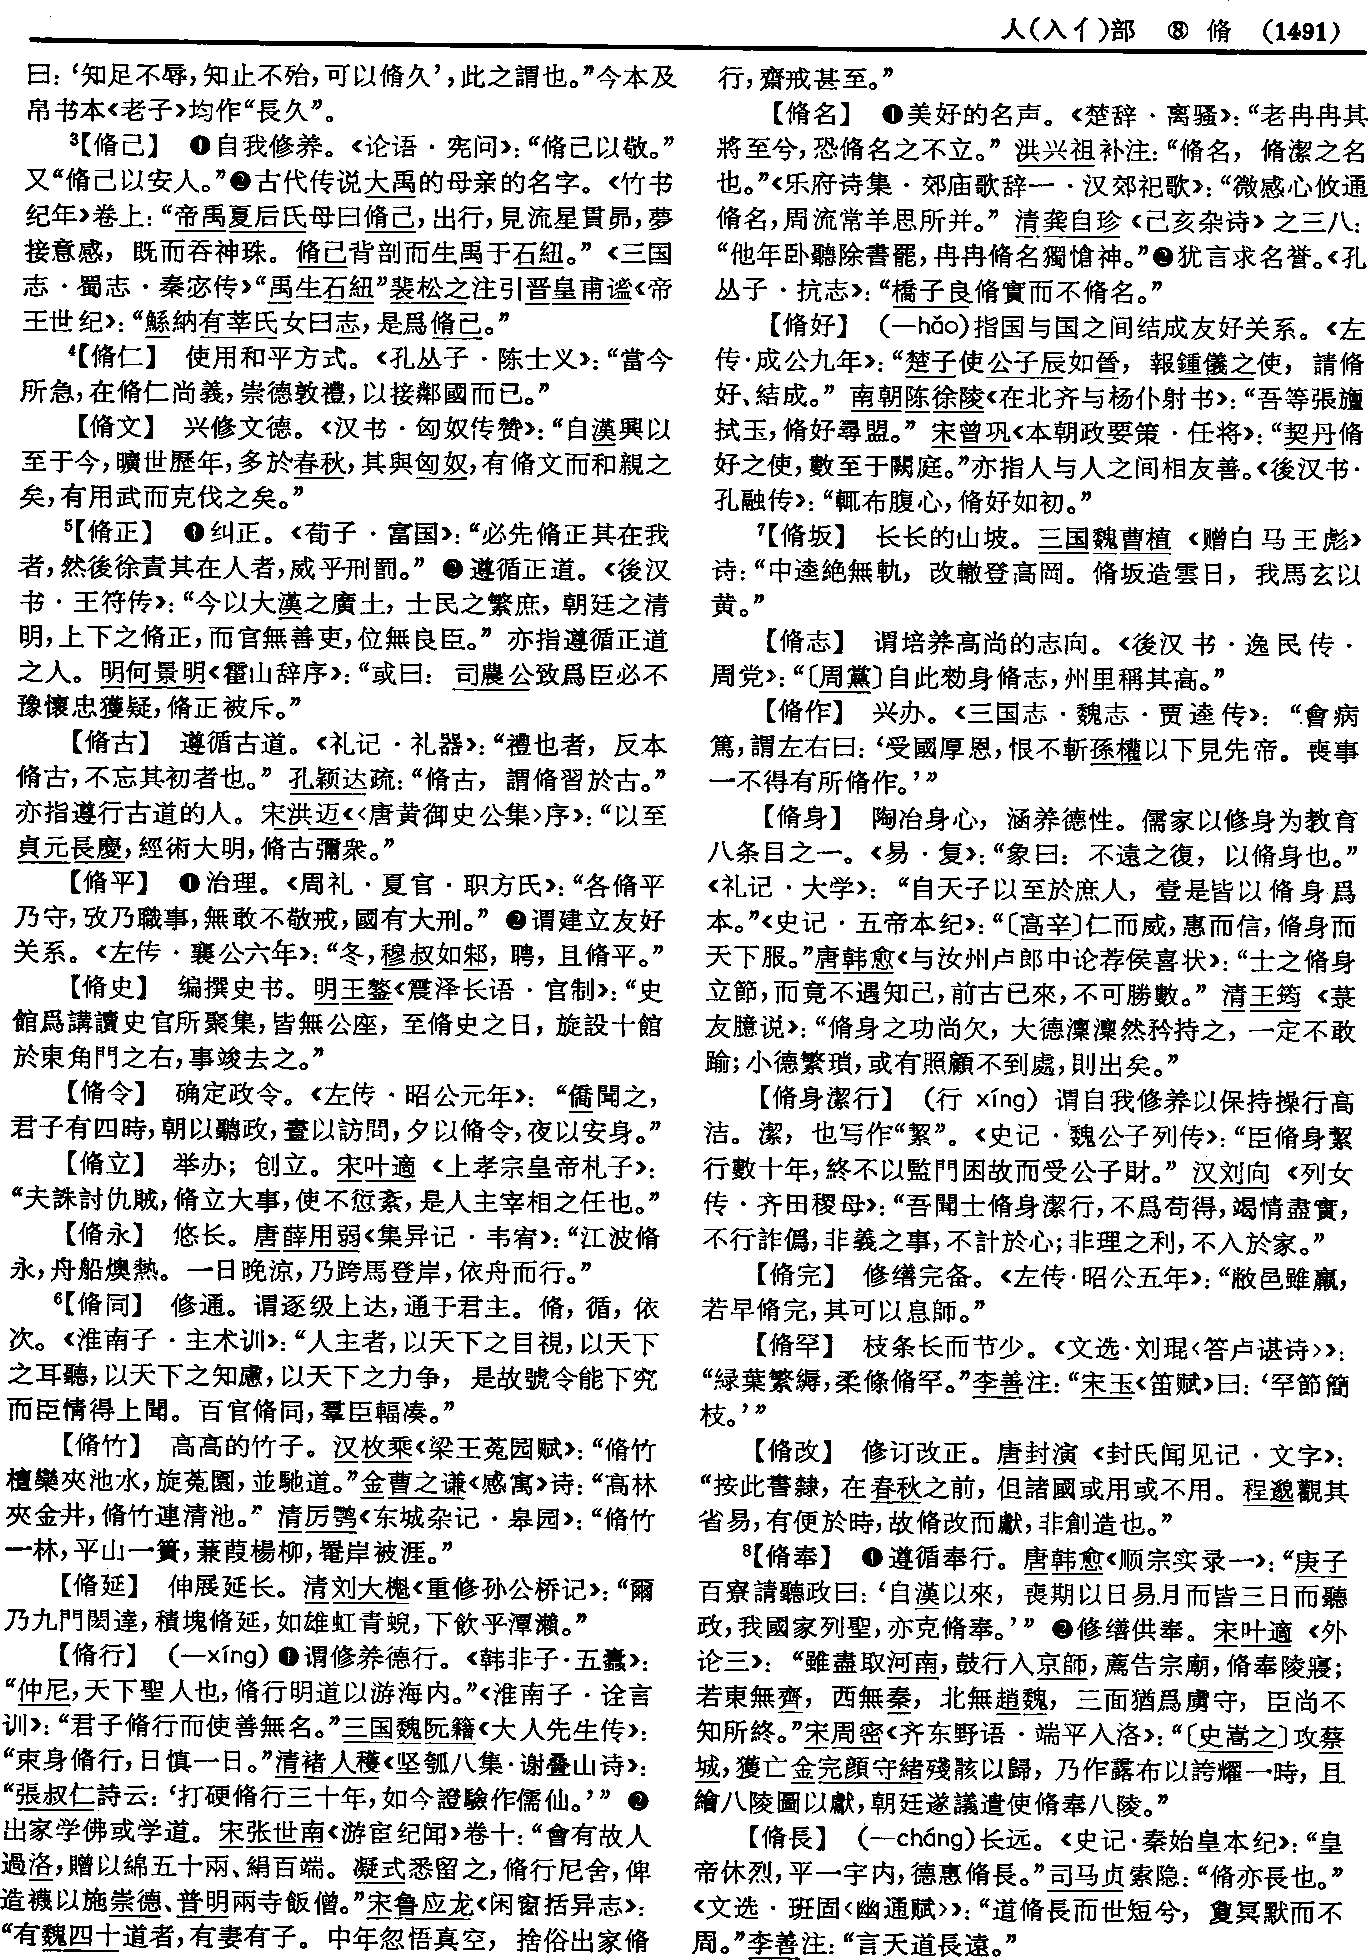 人(入亻)部 ⑧ 脩 (1491)
曰：‘知足不辱，知止不殆，可以脩久’，此之謂也。”今本及
帛书本《老子》均作“長久”。
³【脩己】 ❶自我修养。《论语·宪问》：“脩己以敬。”
又“脩己以安人。”❷古代传说大禹的母亲的名字。《竹书
纪年》卷上：“帝禹夏后氏母曰脩己，出行，見流星貫昴，夢
接意感，既而吞神珠。脩己背剖而生禹于石紐。”《三国
志·蜀志·秦宓传》“禹生石紐”裴松之注引晋皇甫谧《帝
王世纪》：“鯀納有莘氏女曰志，是爲脩己。”
⁴【脩仁】 使用和平方式。《孔丛子·陈士义》：“當今
所急，在脩仁尚義，崇德敦禮，以接鄰國而已。”
【脩文】 兴修文德。《汉书·匈奴传赞》：“自漢興以
至于今，曠世歷年，多於春秋，其與匈奴，有脩文而和親之
矣，有用武而克伐之矣。”
⁵【脩正】 ❶纠正。《荀子·富国》：“必先脩正其在我
者，然後徐責其在人者，威乎刑罰。”❷遵循正道。《後汉
书·王符传》：“今以大漢之廣土，士民之繁庶，朝廷之清
明，上下之脩正，而官無善吏，位無良臣。”亦指遵循正道
之人。明何景明《霍山辞序》：“或曰：司農公致爲臣必不
豫懷忠獲疑，脩正被斥。”
【脩古】 遵循古道。《礼记·礼器》：“禮也者，反本
脩古，不忘其初者也。”孔颖达疏：“脩古，謂脩習於古。”
亦指遵行古道的人。宋洪迈《〈唐黄御史公集〉序》：“以至
貞元長慶，經術大明，脩古彌衆。”
【脩平】 ❶治理。《周礼·夏官·职方氏》：“各脩平
乃守，攷乃職事，無敢不敬戒，國有大刑。”❷谓建立友好
关系。《左传·襄公六年》：“冬，穆叔如邾，聘，且脩平。”
【脩史】 编撰史书。明王鏊《震泽长语·官制》：“史
館爲講讀史官所聚集，皆無公座，至脩史之日，旋設十館
於東角門之右，事竣去之。”
【脩令】 确定政令。《左传·昭公元年》：“僑聞之，
君子有四時，朝以聽政，晝以訪問，夕以脩令，夜以安身。”
【脩立】 举办；创立。宋叶適《上孝宗皇帝札子》：
“夫誅討仇賊，脩立大事，使不愆紊，是人主宰相之任也。”
【脩永】 悠长。唐薛用弱《集异记·韦宥》：“江波脩
永，舟船燠熱。一日晚涼，乃跨馬登岸，依舟而行。”
⁶【脩同】 修通。谓逐级上达，通于君主。脩，循，依
次。《淮南子·主术训》：“人主者，以天下之目視，以天下
之耳聽，以天下之知慮，以天下之力争，是故號令能下究
而臣情得上聞。百官脩同，羣臣輻凑。”
【脩竹】 高高的竹子。汉枚乘《梁王菟园赋》：“脩竹
檀欒夾池水，旋菟園，並馳道。”金曹之谦《感寓》诗：“高林
夾金井，脩竹連清池。”清厉鹗《东城杂记·皋园》：“脩竹
一林，平山一簣，蒹葭楊柳，罨岸被涯。”
【脩延】 伸展延长。清刘大櫆《重修孙公桥记》：“爾
乃九門閎達，積塊脩延，如雄虹青蜺，下飲乎潭瀨。”
【脩行】 (一xíng)❶谓修养德行。《韩非子·五蠹》：
“仲尼，天下聖人也，脩行明道以游海内。”《淮南子·诠言
训》：“君子脩行而使善無名。”三国魏阮籍《大人先生传》：
“束身脩行，日慎一日。”清褚人穫《坚瓠八集·谢叠山诗》：
“張叔仁詩云：‘打硬脩行三十年，如今證驗作儒仙。’” ❷
出家学佛或学道。宋张世南《游宦纪闻》卷十：“會有故人
過洛，贈以綿五十兩、絹百端。凝式悉留之，脩行尼舍，俾
造襪以施崇德、普明兩寺飯僧。”宋鲁应龙《闲窗括异志》：
“有魏四十道者，有妻有子。中年忽悟真空，捨俗出家脩
行，齋戒甚至。”
【脩名】 ❶美好的名声。《楚辞·离骚》：“老冉冉其
將至兮，恐脩名之不立。”洪兴祖补注：“脩名，脩潔之名
也。”《乐府诗集·郊庙歌辞一·汉郊祀歌》：“微感心攸通
脩名，周流常羊思所并。”清龚自珍《己亥杂诗》之三八：
“他年卧聽除書罷，冉冉脩名獨愴神。”❷犹言求名誉。《孔
丛子·抗志》：“橋子良脩實而不脩名。”
【脩好】 (一hǎo)指国与国之间结成友好关系。《左
传·成公九年》：“楚子使公子辰如晉，報鍾儀之使，請脩
好、結成。”南朝陈徐陵《在北齐与杨仆射书》：“吾等張旜
拭玉，脩好尋盟。”宋曾巩《本朝政要策·任将》：“契丹脩
好之使，數至于闕庭。”亦指人与人之间相友善。《後汉书·
孔融传》：“輒布腹心，脩好如初。”
⁷【脩坂】 长长的山坡。三国魏曹植《赠白马王彪》
诗：“中逵絶無軌，改轍登高岡。脩坂造雲日，我馬玄以
黄。”
【脩志】 谓培养高尚的志向。《後汉书·逸民传·
周党》：“〔周黨〕自此勑身脩志，州里稱其高。”
【脩作】 兴办。《三国志·魏志·贾逵传》：“會病
篤，謂左右曰：‘受國厚恩，恨不斬孫權以下見先帝。喪事
一不得有所脩作。’”
【脩身】 陶冶身心，涵养德性。儒家以修身为教育
八条目之一。《易·复》：“象曰：不遠之復，以脩身也。”
《礼记·大学》：“自天子以至於庶人，壹是皆以脩身爲
本。”《史记·五帝本纪》：“〔高辛〕仁而威，惠而信，脩身而
天下服。”唐韩愈《与汝州卢郎中论荐侯喜状》：“士之脩身
立節，而竟不遇知己，前古已來，不可勝數。”清王筠《菉
友臆说》：“脩身之功尚欠，大德凛凛然矜持之，一定不敢
踰；小德繁瑣，或有照顧不到處，則出矣。”
【脩身潔行】 (行 xíng) 谓自我修养以保持操行高
洁。潔，也写作“絜”。《史记·魏公子列传》：“臣脩身絜
行數十年，終不以監門困故而受公子財。”汉刘向《列女
传·齐田稷母》：“吾聞士脩身潔行，不爲苟得，竭情盡實，
不行詐僞，非義之事，不計於心；非理之利，不入於家。”
【脩完】 修缮完备。《左传·昭公五年》：“敝邑雖羸，
若早脩完，其可以息師。”
【脩罕】 枝条长而节少。《文选·刘琨〈答卢谌诗〉》：
“緑葉繁縟，柔條脩罕。”李善注：“宋玉《笛赋》曰：‘罕節簡
枝。’”
【脩改】 修订改正。唐封演《封氏闻见记·文字》：
“按此書隸，在春秋之前，但諸國或用或不用。程邈觀其
省易，有便於時，故脩改而獻，非創造也。”
⁸【脩奉】 ❶遵循奉行。唐韩愈《顺宗实录一》：“庚子
百寮請聽政曰：‘自漢以來，喪期以日易月而皆三日而聽
政，我國家列聖，亦克脩奉。’” ❷修缮供奉。宋叶適《外
论三》：“雖盡取河南，鼓行入京師，薦告宗廟，脩奉陵寢；
若東無齊，西無秦，北無趙魏，三面猶爲虜守，臣尚不
知所終。”宋周密《齐东野语·端平入洛》：“〔史嵩之〕攻蔡
城，獲亡金完顔守緒殘骸以歸，乃作露布以誇耀一時，且
繪八陵圖以獻，朝廷遂議遣使脩奉八陵。”
【脩長】 (一cháng)长远。《史记·秦始皇本纪》：“皇
帝休烈，平一宇内，德惠脩長。”司马贞索隐：“脩亦長也。”
《文选·班固〈幽通赋〉》：“道脩長而世短兮，夐冥默而不
周。”李善注：“言天道長遠。”